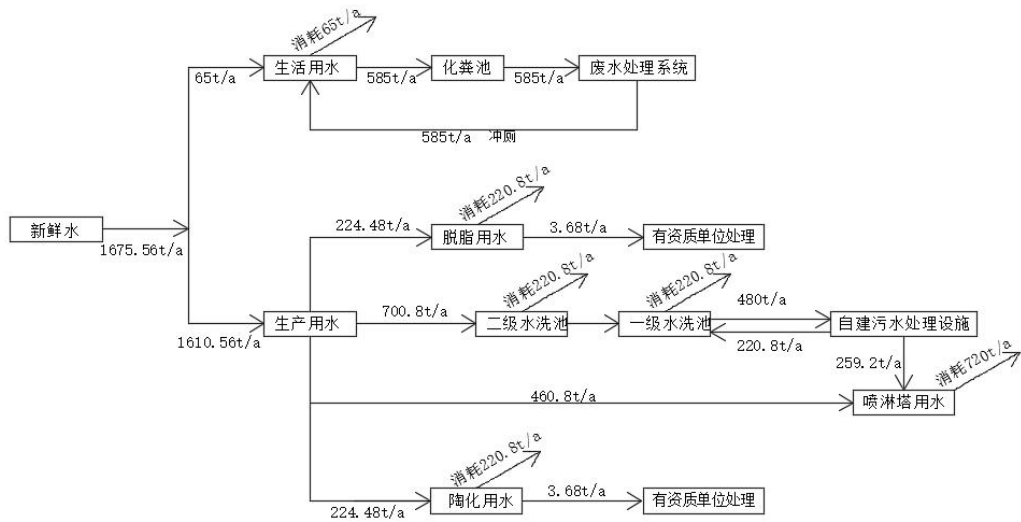 消耗65t/a
65t/a
生活用水
585t/a
化粪池
585t/a
废水处理系统
585t/a 冲厕
新鲜水
1675.56t/a
消耗220.8t/a
224.48t/a
脱脂用水
3.68t/a
有资质单位处理
生产用水
1610.56t/a
700.8t/a
消耗220.8t/a
二级水洗池
消耗220.8t/a
一级水洗池
480t/a
220.8t/a
自建污水处理设施
259.2t/a
消耗720t/a
460.8t/a
喷淋塔用水
消耗220.8t/a
224.48t/a
陶化用水
3.68t/a
有资质单位处理